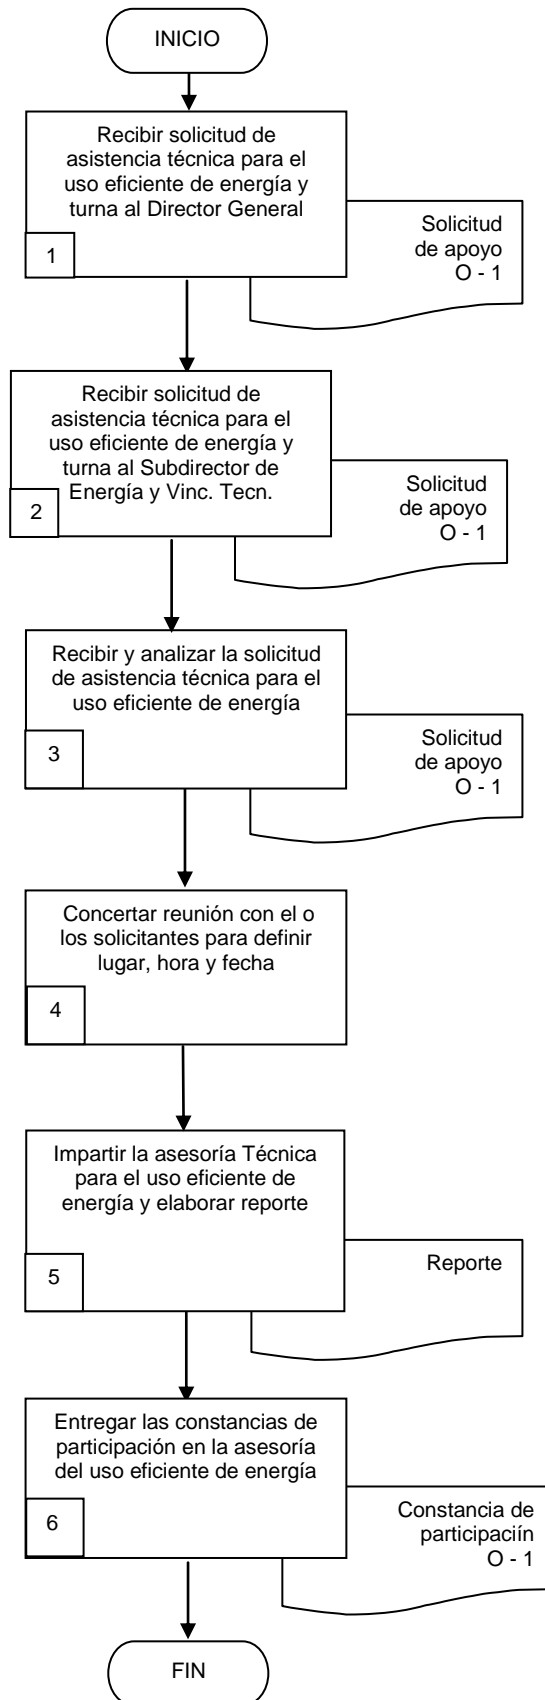 INICIO
Recibir solicitud de
asistencia técnica para el
uso eficiente de energía y
turna al Director General
1
Solicitud
de apoyo
O - 1
Recibir solicitud de
asistencia técnica para el
uso eficiente de energía y
turna al Subdirector de
Energía y Vinc. Tecn.
2
Solicitud
de apoyo
O - 1
Recibir y analizar la solicitud
de asistencia técnica para el
uso eficiente de energía
3
Solicitud
de apoyo
O - 1
Concertar reunión con el o
los solicitantes para definir
lugar, hora y fecha
4
Impartir la asesoría Técnica
para el uso eficiente de
energía y elaborar reporte
5
Reporte
Entregar las constancias de
participación en la asesoría
del uso eficiente de energía
6
Constancia de
participaciín
O - 1
FIN